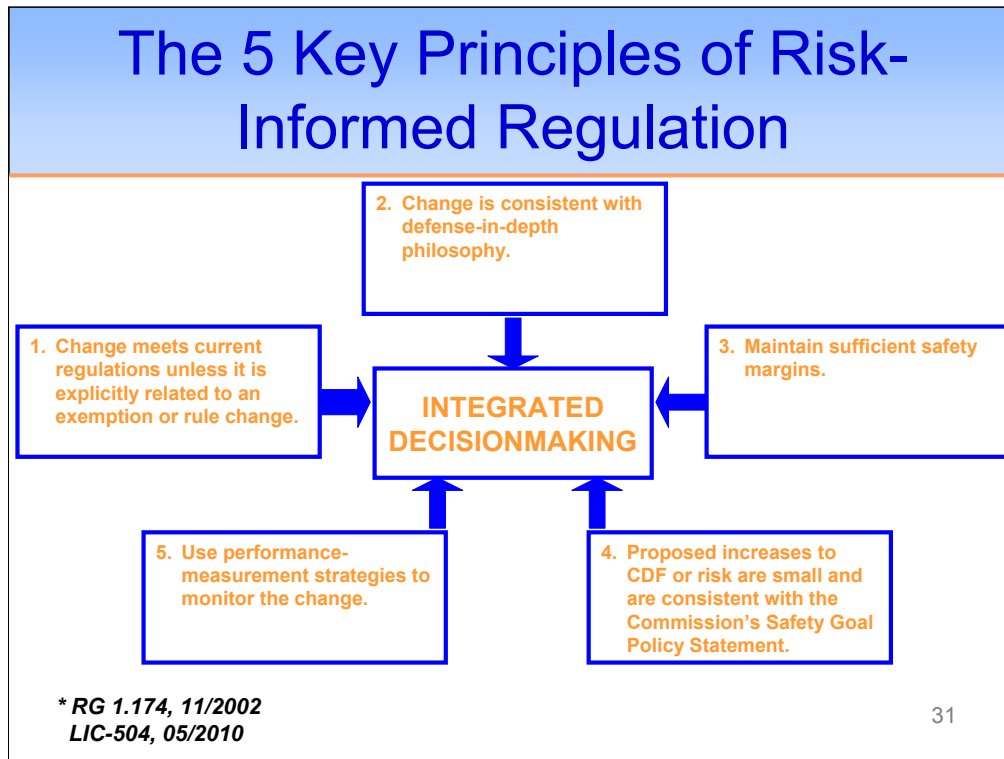 The 5 Key Principles of Risk-
Informed Regulation
2. Change is consistent with
defense-in-depth
philosophy.
1. Change meets current
regulations unless it is
explicitly related to an
exemption or rule change.
3. Maintain sufficient safety
margins.
INTEGRATED
DECISIONMAKING
5. Use performance-
measurement strategies to
monitor the change.
4. Proposed increases to
CDF or risk are small and
are consistent with the
Commission’s Safety Goal
Policy Statement.
* RG 1.174, 11/2002
LIC-504, 05/2010
31